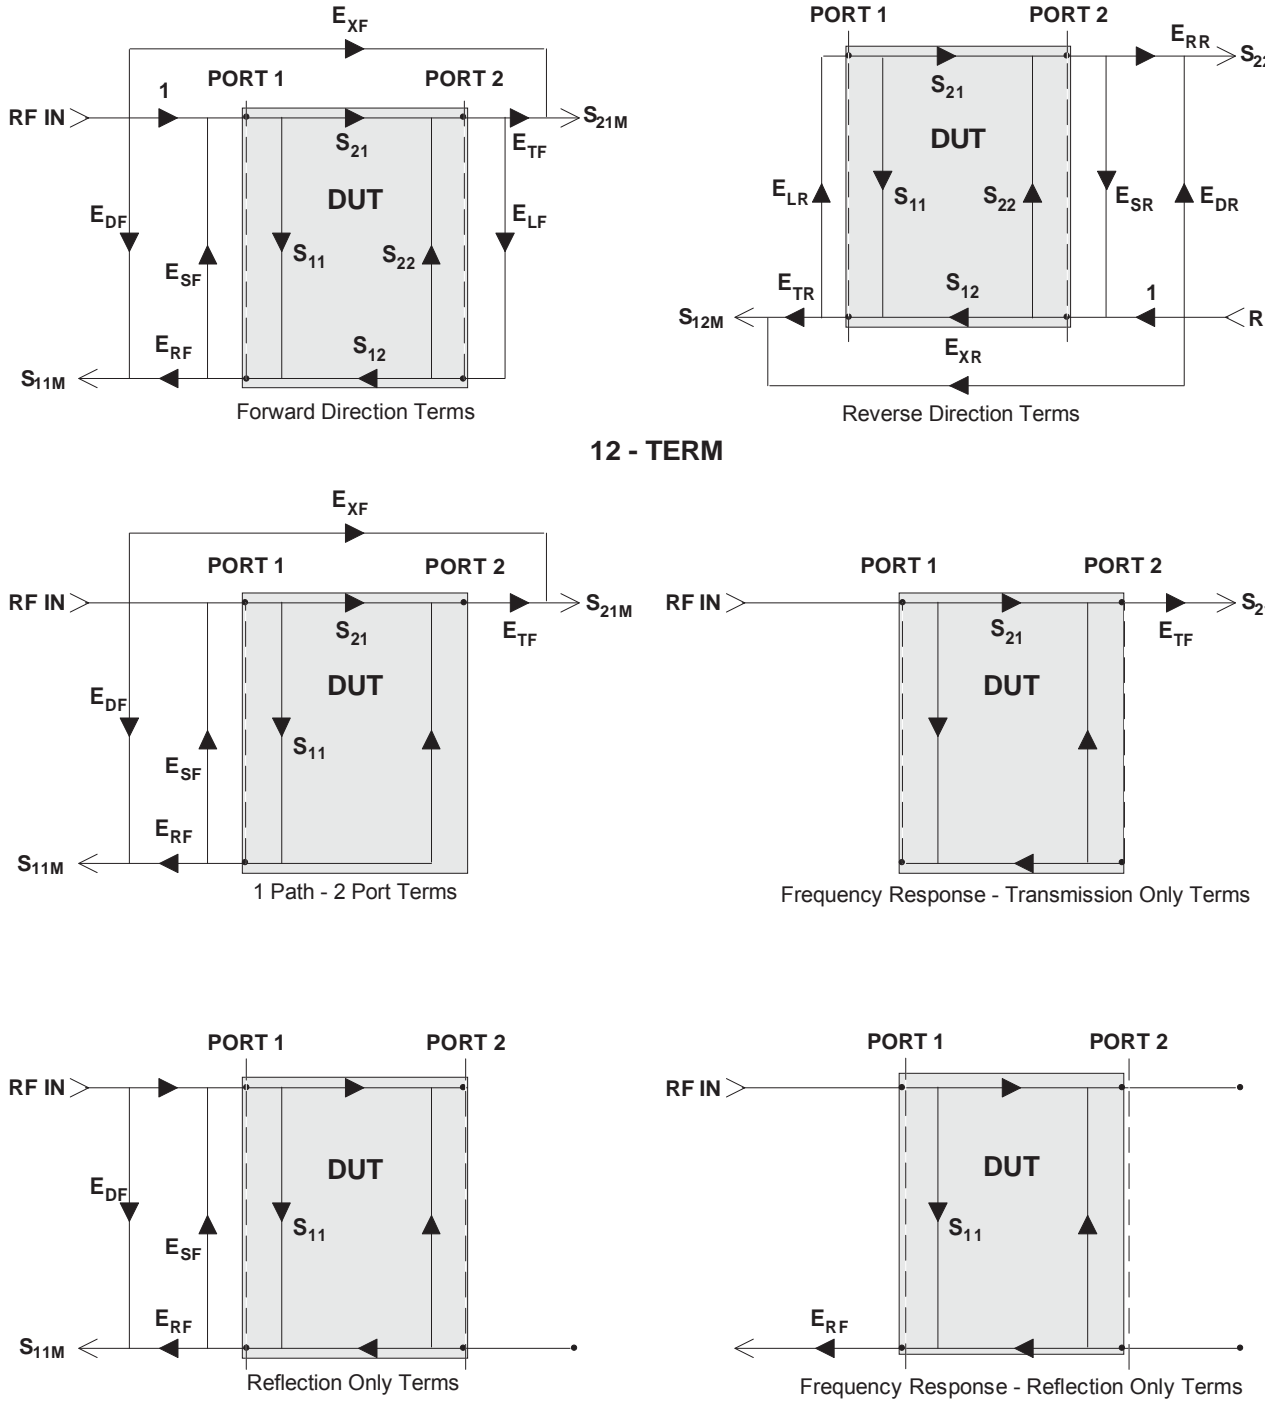 E_XF
PORT 1 PORT 2
1
RF IN
S_21M
S_21
E_TF
DUT
E_DF
E_LF
S_11
S_22
E_SF
E_RF
S_12
S_11M
Forward Direction Terms
PORT 1 PORT 2
E_RR
S_22
S_21
DUT
E_LR
S_11
S_22
E_SR
E_DR
E_TR
S_12
1
S_12M
R
E_XR
Reverse Direction Terms
12 - TERM
E_XF
PORT 1 PORT 2
RF IN
S_21M
S_21
E_TF
DUT
E_DF
S_11
E_SF
E_RF
S_11M
1 Path - 2 Port Terms
PORT 1 PORT 2
RF IN
S_2
S_21
E_TF
DUT
Frequency Response - Transmission Only Terms
PORT 1 PORT 2
RF IN
DUT
E_DF
S_11
E_SF
E_RF
S_11M
Reflection Only Terms
PORT 1 PORT 2
RF IN
DUT
S_11
E_RF
Frequency Response - Reflection Only Terms